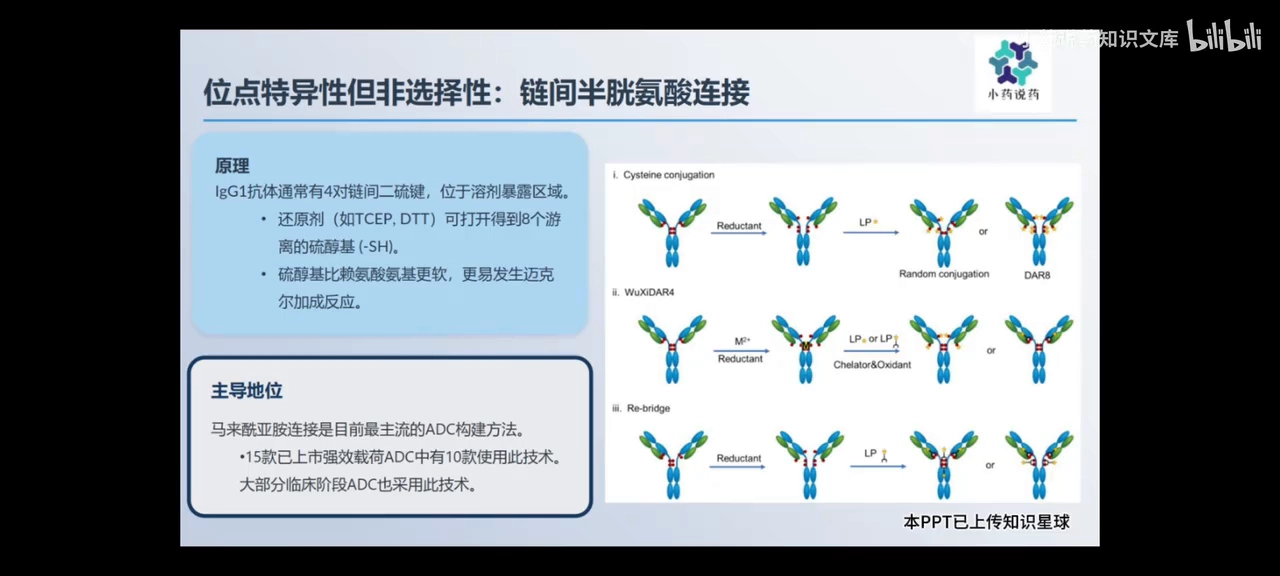 知识文库 bilibili
小药说药
位点特异性但非选择性：链间半胱氨酸连接
原理
IgG1抗体通常有4对链间二硫键，位于溶剂暴露区域。
• 还原剂（如TCEP, DTT）可打开得到8个游
离的硫醇基 (-SH)。
• 硫醇基比赖氨酸氨基更软，更易发生迈克
尔加成反应。
主导地位
马来酰亚胺连接是目前最主流的ADC构建方法。
•15款已上市强效载荷ADC中有10款使用此技术。
大部分临床阶段ADC也采用此技术。
i. Cysteine conjugation
Reductant
LP
or
Random conjugation
DAR8
ii. WuXiDAR4
M²⁺
Reductant
M
LP or LP
Chelator&Oxidant
or
iii. Re-bridge
Reductant
LP
or
本PPT已上传知识星球